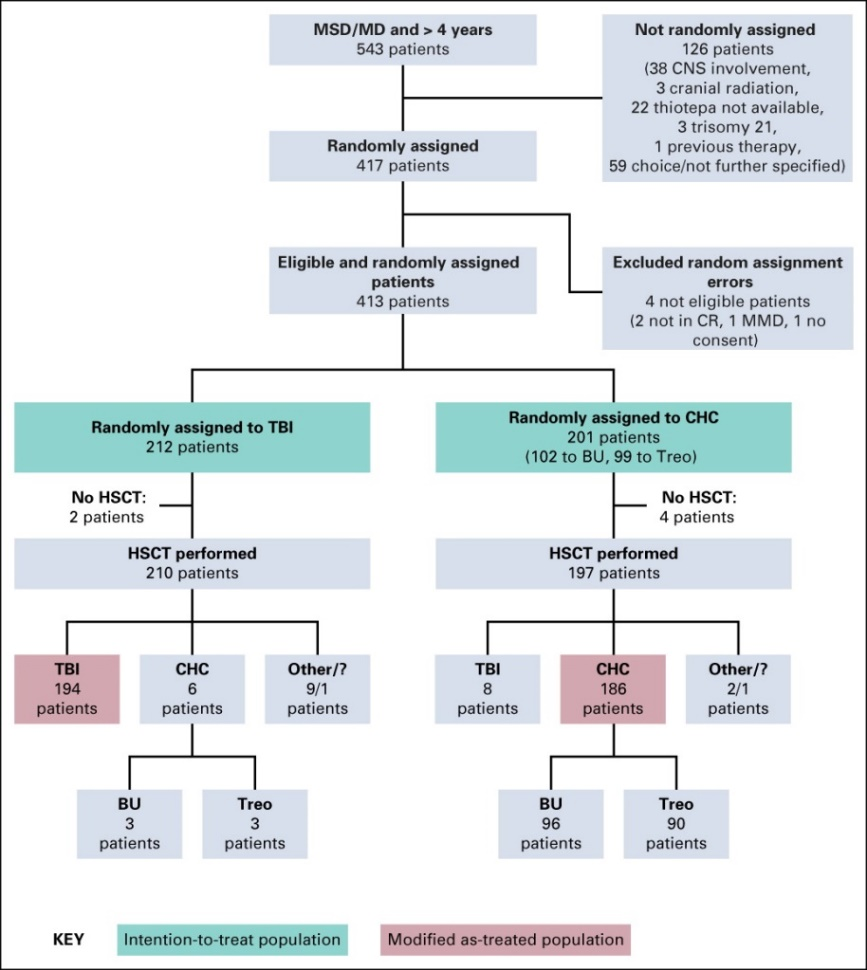 MSD/MD and > 4 years
543 patients
Not randomly assigned
126 patients
(38 CNS involvement,
3 cranial radiation,
22 thiotepa not available,
3 trisomy 21,
1 previous therapy,
59 choice/not further specified)
Randomly assigned
417 patients
Eligible and randomly assigned
patients
413 patients
Excluded random assignment
errors
4 not eligible patients
(2 not in CR, 1 MMD, 1 no
consent)
Randomly assigned to TBI
212 patients
Randomly assigned to CHC
201 patients
(102 to BU, 99 to Treo)
No HSCT:
2 patients
No HSCT:
4 patients
HSCT performed
210 patients
HSCT performed
197 patients
TBI
194
patients
CHC
6
patients
Other/?
9/1
patients
TBI
8
patients
CHC
186
patients
Other/?
2/1
patients
BU
3
patients
Treo
3
patients
BU
96
patients
Treo
90
patients
KEY
Intention-to-treat population
Modified as-treated population